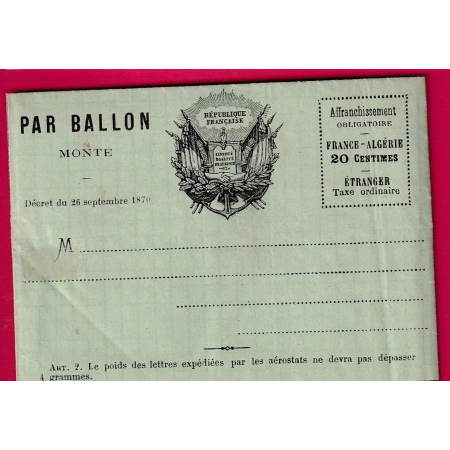 PAR BALLON
MONTE
Décret du 26 septembre 1870
RÉPUBLIQUE
FRANÇAISE
LIBERTÉ
ÉGALITÉ
FRATERNITÉ
Affranchissement
OBLIGATOIRE
FRANCE-ALGÉRIE
20 CENTIMES
ÉTRANGER
Taxe ordinaire
M
ART. 2. Le poids des lettres expédiées par les aérostats ne devra pas dépasser
4 grammes.